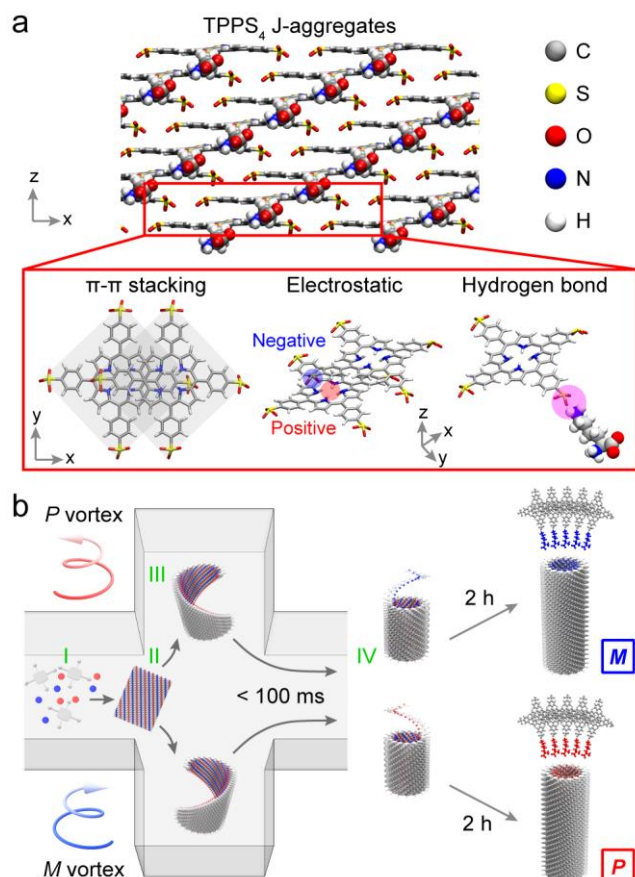 a
TPPS₄ J-aggregates
C
S
O
N
H
z
x
π-π stacking
Electrostatic
Hydrogen bond
Negative
Positive
y
x
z
x
y
b
P vortex
III
I
II
< 100 ms
IV
2 h
M
M vortex
2 h
P